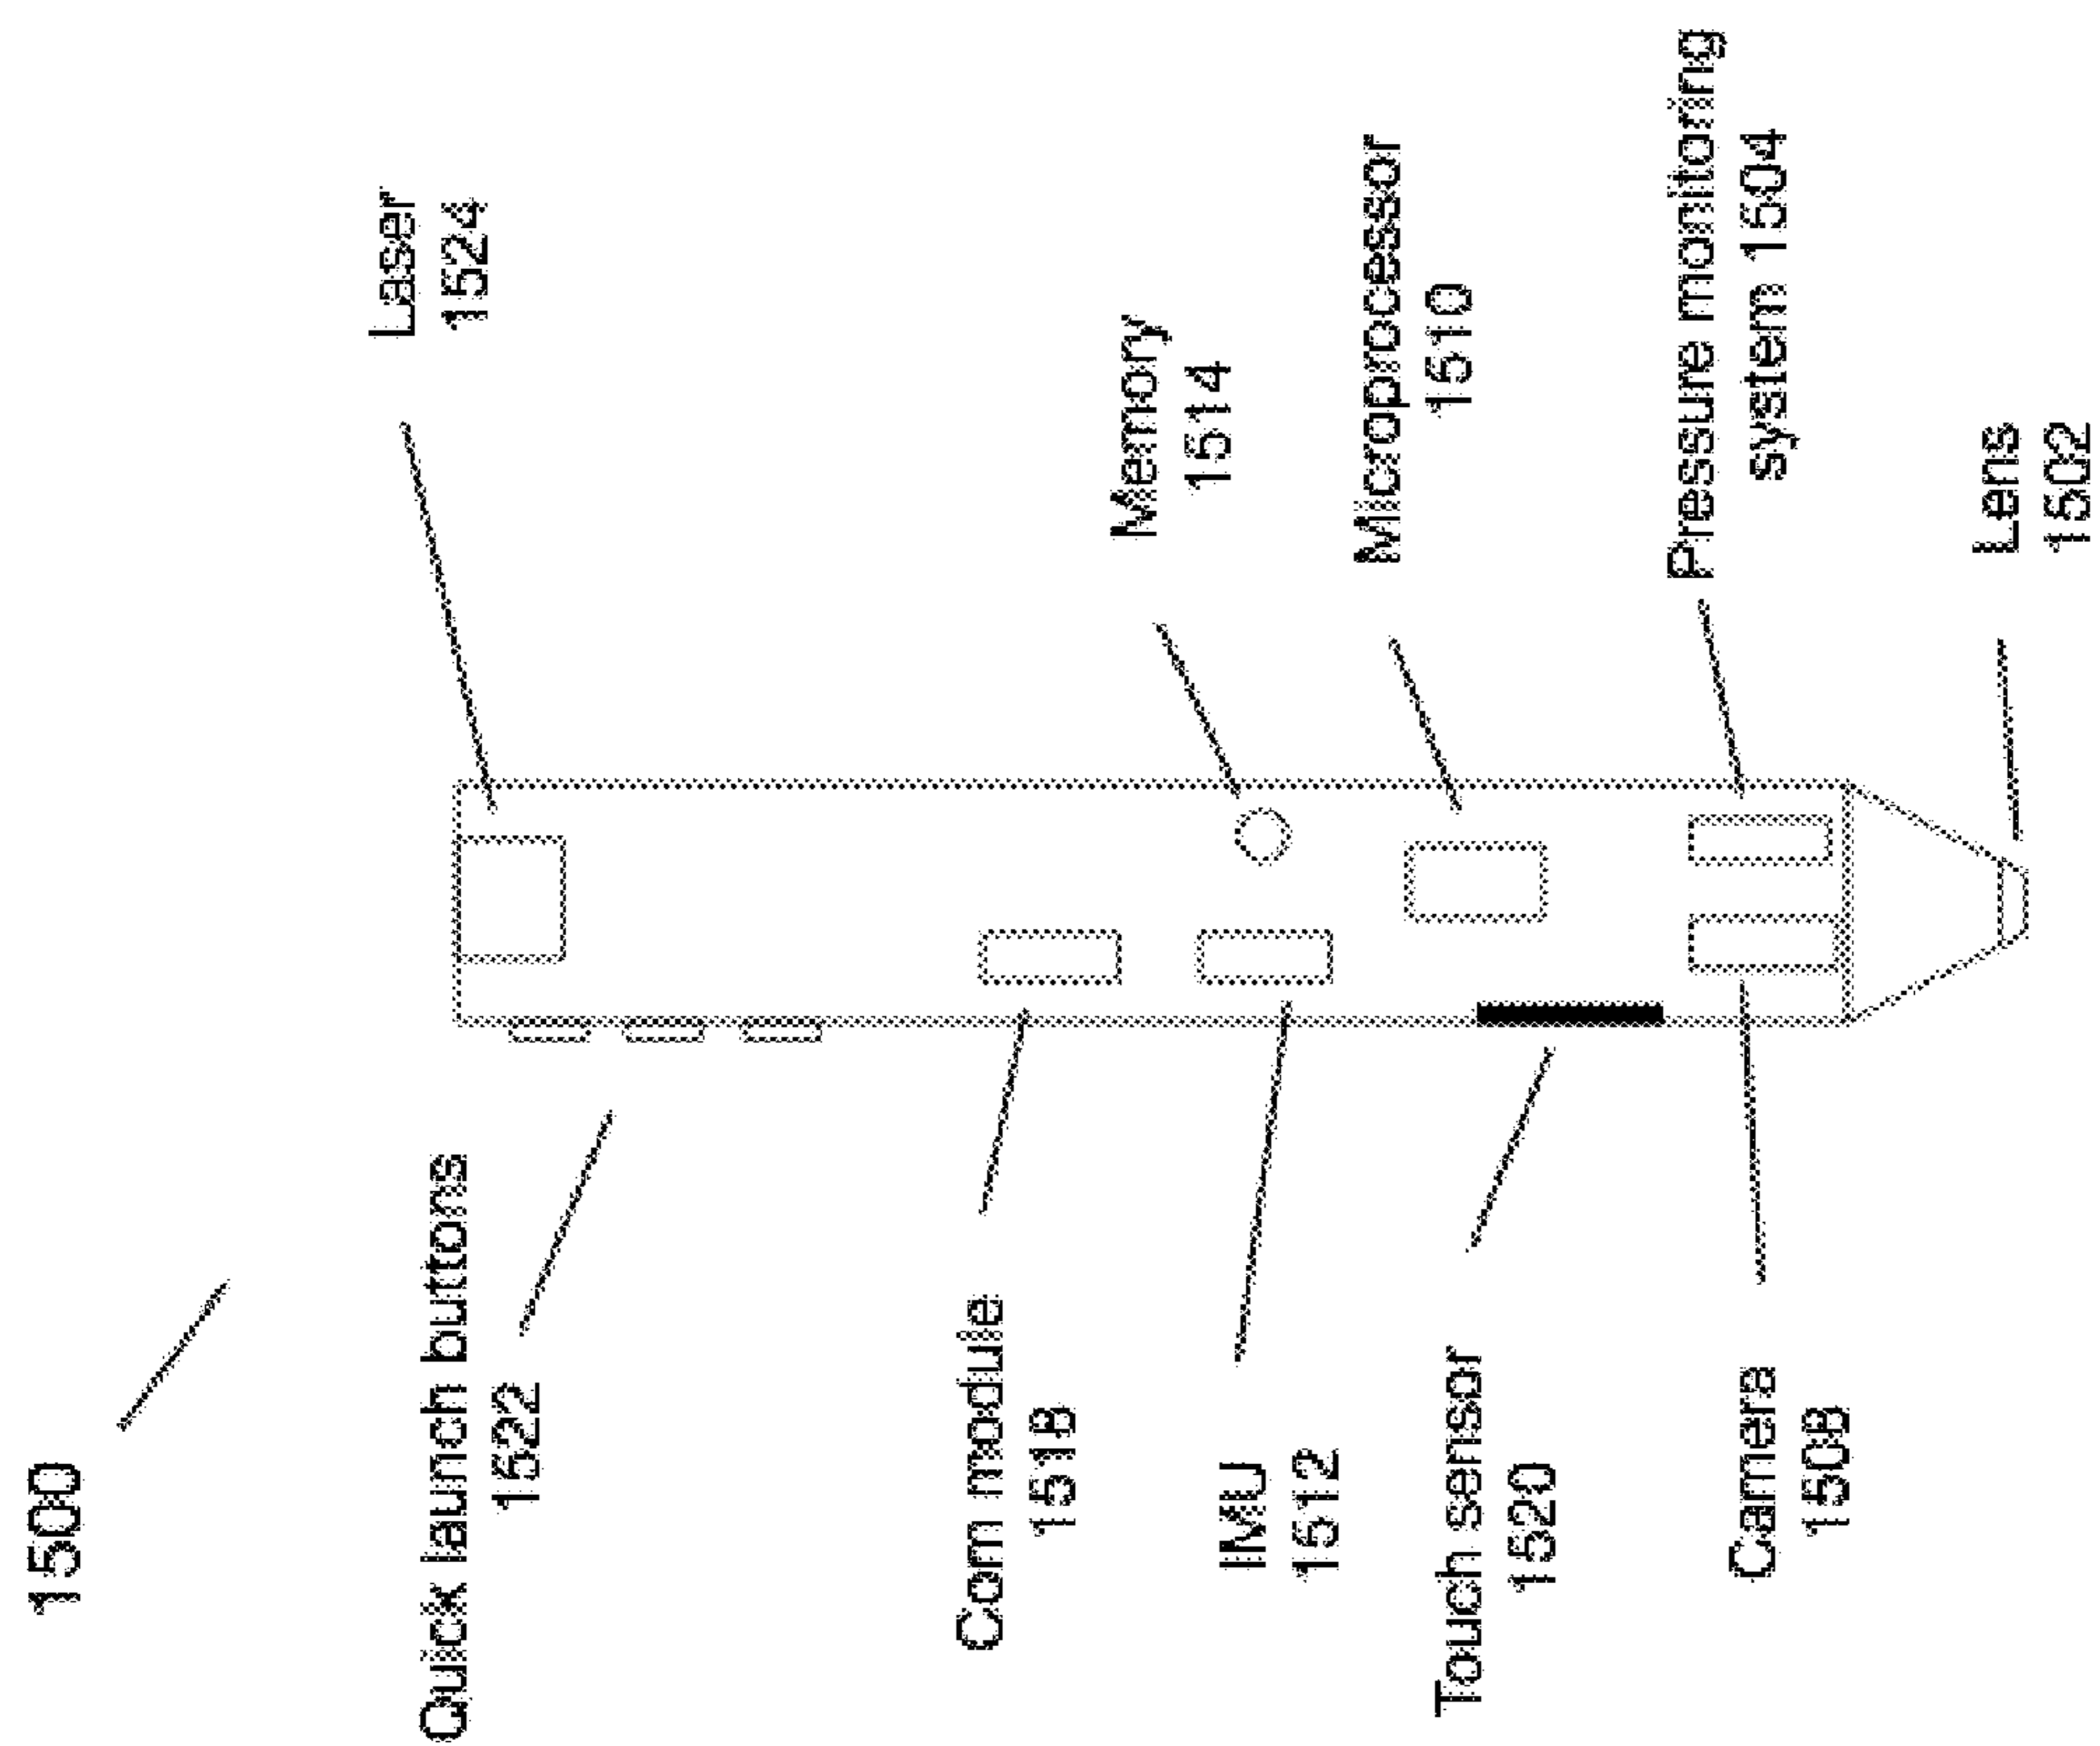 1500
Quick launch buttons
1522
Com module
1518
IMU
1512
Touch sensor
1520
Camera
1508
Laser
1524
Memory
1514
Microprocessor
1510
Pressure monitoring
system 1504
Lens
1502